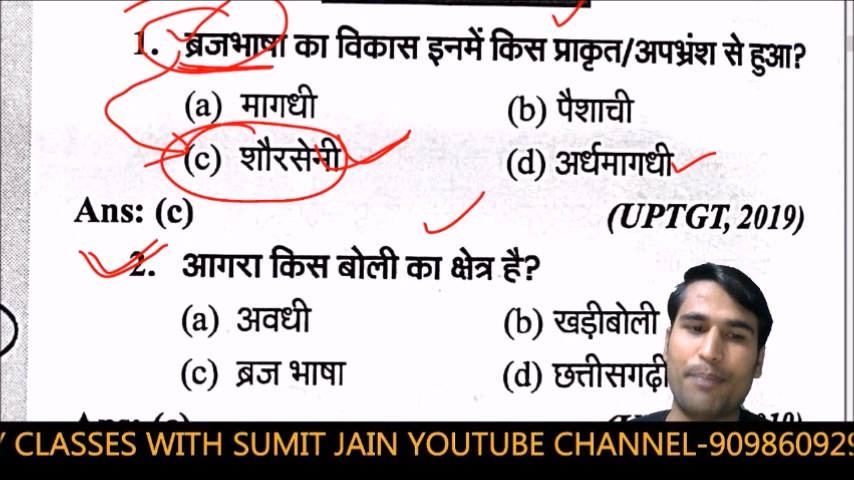 1. ब्रजभाषा का विकास इनमें किस प्राकृत/अपभ्रंश से हुआ?
(a) मागधी (b) पैशाची
(c) शौरसेनी (d) अर्धमागधी
Ans: (c) (UPTGT, 2019)
2. आगरा किस बोली का क्षेत्र है?
(a) अवधी (b) खड़ीबोली
(c) ब्रज भाषा (d) छत्तीसगढ़ी
Y CLASSES WITH SUMIT JAIN YOUTUBE CHANNEL-909860929